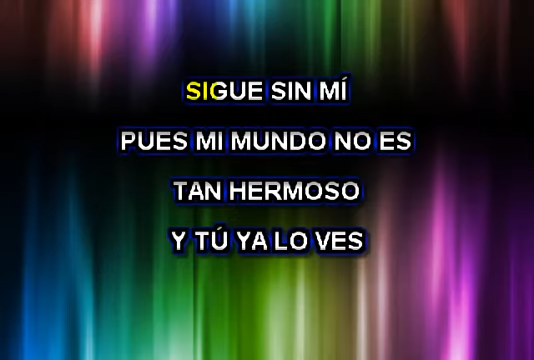 SIGUE SIN MÍ
PUES MI MUNDO NO ES
TAN HERMOSO
Y TÚ YA LO VES